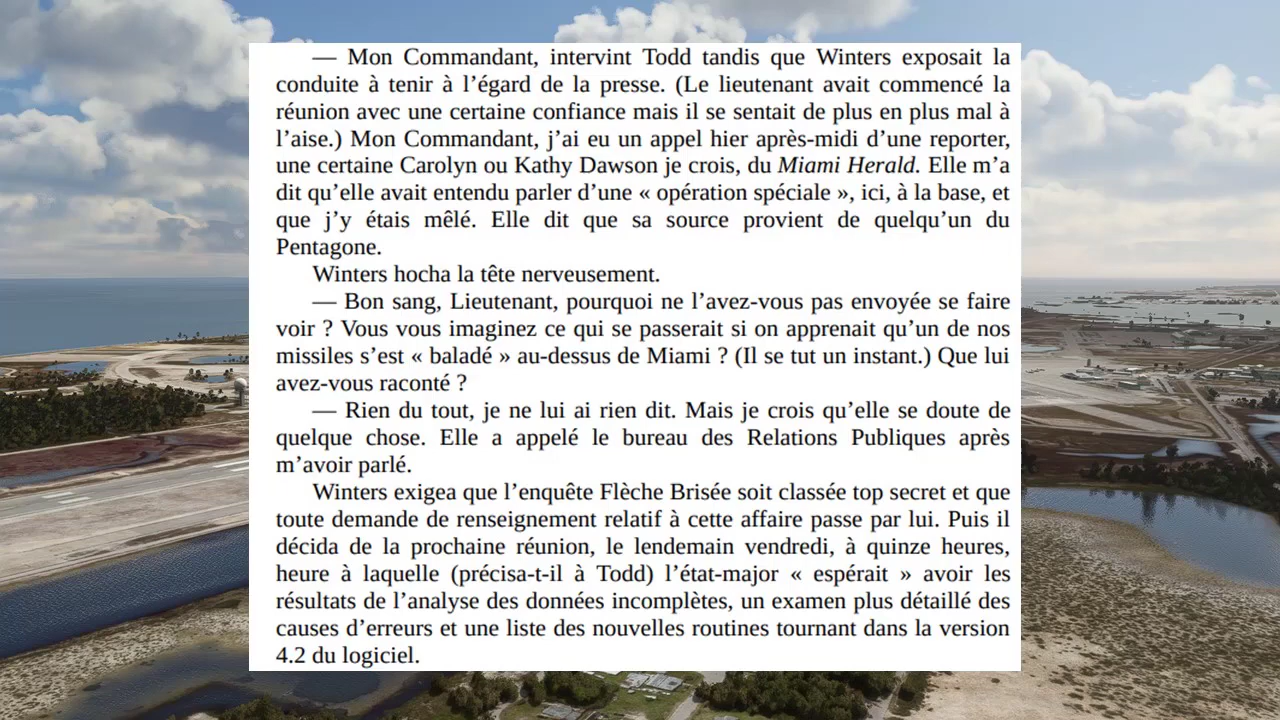 — Mon Commandant, intervint Todd tandis que Winters exposait la
conduite à tenir à l’égard de la presse. (Le lieutenant avait commencé la
réunion avec une certaine confiance mais il se sentait de plus en plus mal à
l’aise.) Mon Commandant, j’ai eu un appel hier après-midi d’une reporter,
une certaine Carolyn ou Kathy Dawson je crois, du Miami Herald. Elle m’a
dit qu’elle avait entendu parler d’une « opération spéciale », ici, à la base, et
que j’y étais mêlé. Elle dit que sa source provient de quelqu’un du
Pentagone.
Winters hocha la tête nerveusement.
— Bon sang, Lieutenant, pourquoi ne l’avez-vous pas envoyée se faire
voir ? Vous vous imaginez ce qui se passerait si on apprenait qu’un de nos
missiles s’est « baladé » au-dessus de Miami ? (Il se tut un instant.) Que lui
avez-vous raconté ?
— Rien du tout, je ne lui ai rien dit. Mais je crois qu’elle se doute de
quelque chose. Elle a appelé le bureau des Relations Publiques après
m’avoir parlé.
Winters exigea que l’enquête Flèche Brisée soit classée top secret et que
toute demande de renseignement relatif à cette affaire passe par lui. Puis il
décida de la prochaine réunion, le lendemain vendredi, à quinze heures,
heure à laquelle (précisa-t-il à Todd) l’état-major « espérait » avoir les
résultats de l’analyse des données incomplètes, un examen plus détaillé des
causes d’erreurs et une liste des nouvelles routines tournant dans la version
4.2 du logiciel.